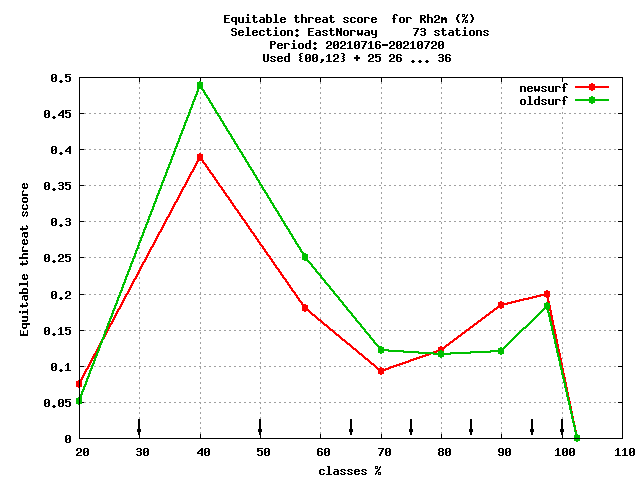 Equitable threat score  for Rh2m (%)
Selection: EastNorway     73 stations
Period: 20210716-20210720
Used {00,12} + 25 26 ... 36
newsurf
oldsurf
Equitable threat score
0.5
0.45
0.4
0.35
0.3
0.25
0.2
0.15
0.1
0.05
0
20 30 40 50 60 70 80 90 100 110
classes %